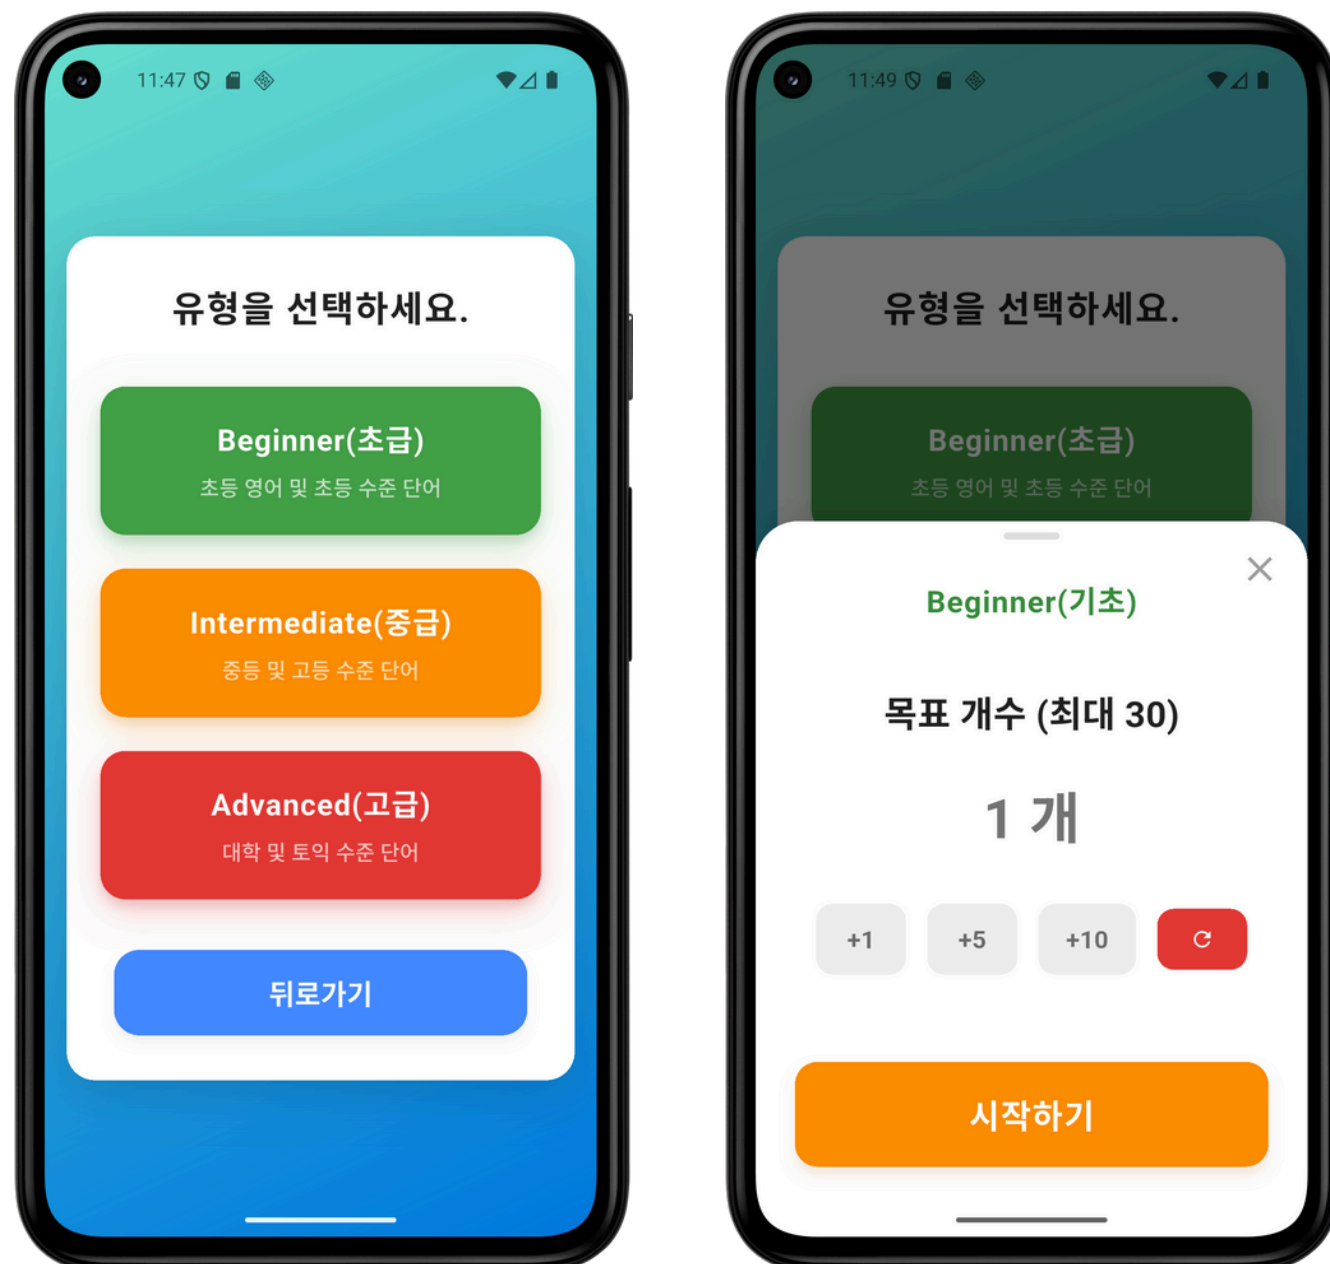 11:47
유형을 선택하세요.
Beginner(초급)
초등 영어 및 초등 수준 단어
Intermediate(중급)
중등 및 고등 수준 단어
Advanced(고급)
대학 및 토익 수준 단어
뒤로가기
11:49
유형을 선택하세요.
Beginner(초급)
초등 영어 및 초등 수준 단어
Beginner(기초)
목표 개수 (최대 30)
1 개
+1 +5 +10
시작하기